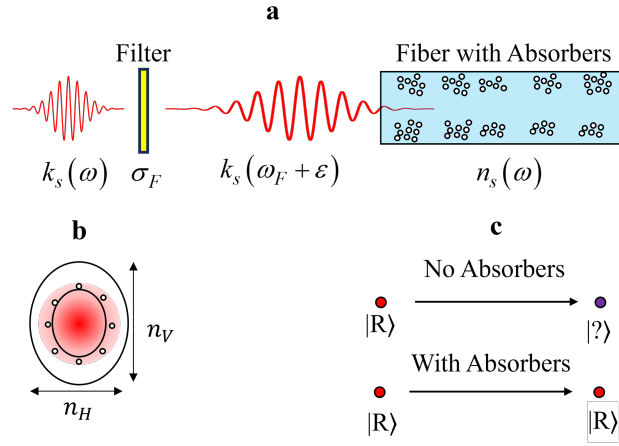 a
Filter
Fiber with Absorbers
k_s(ω)
σ_F
k_s(ω_F + ε)
n_s(ω)
b
n_V
n_H
c
No Absorbers
|R⟩
|?⟩
With Absorbers
|R⟩
|R⟩